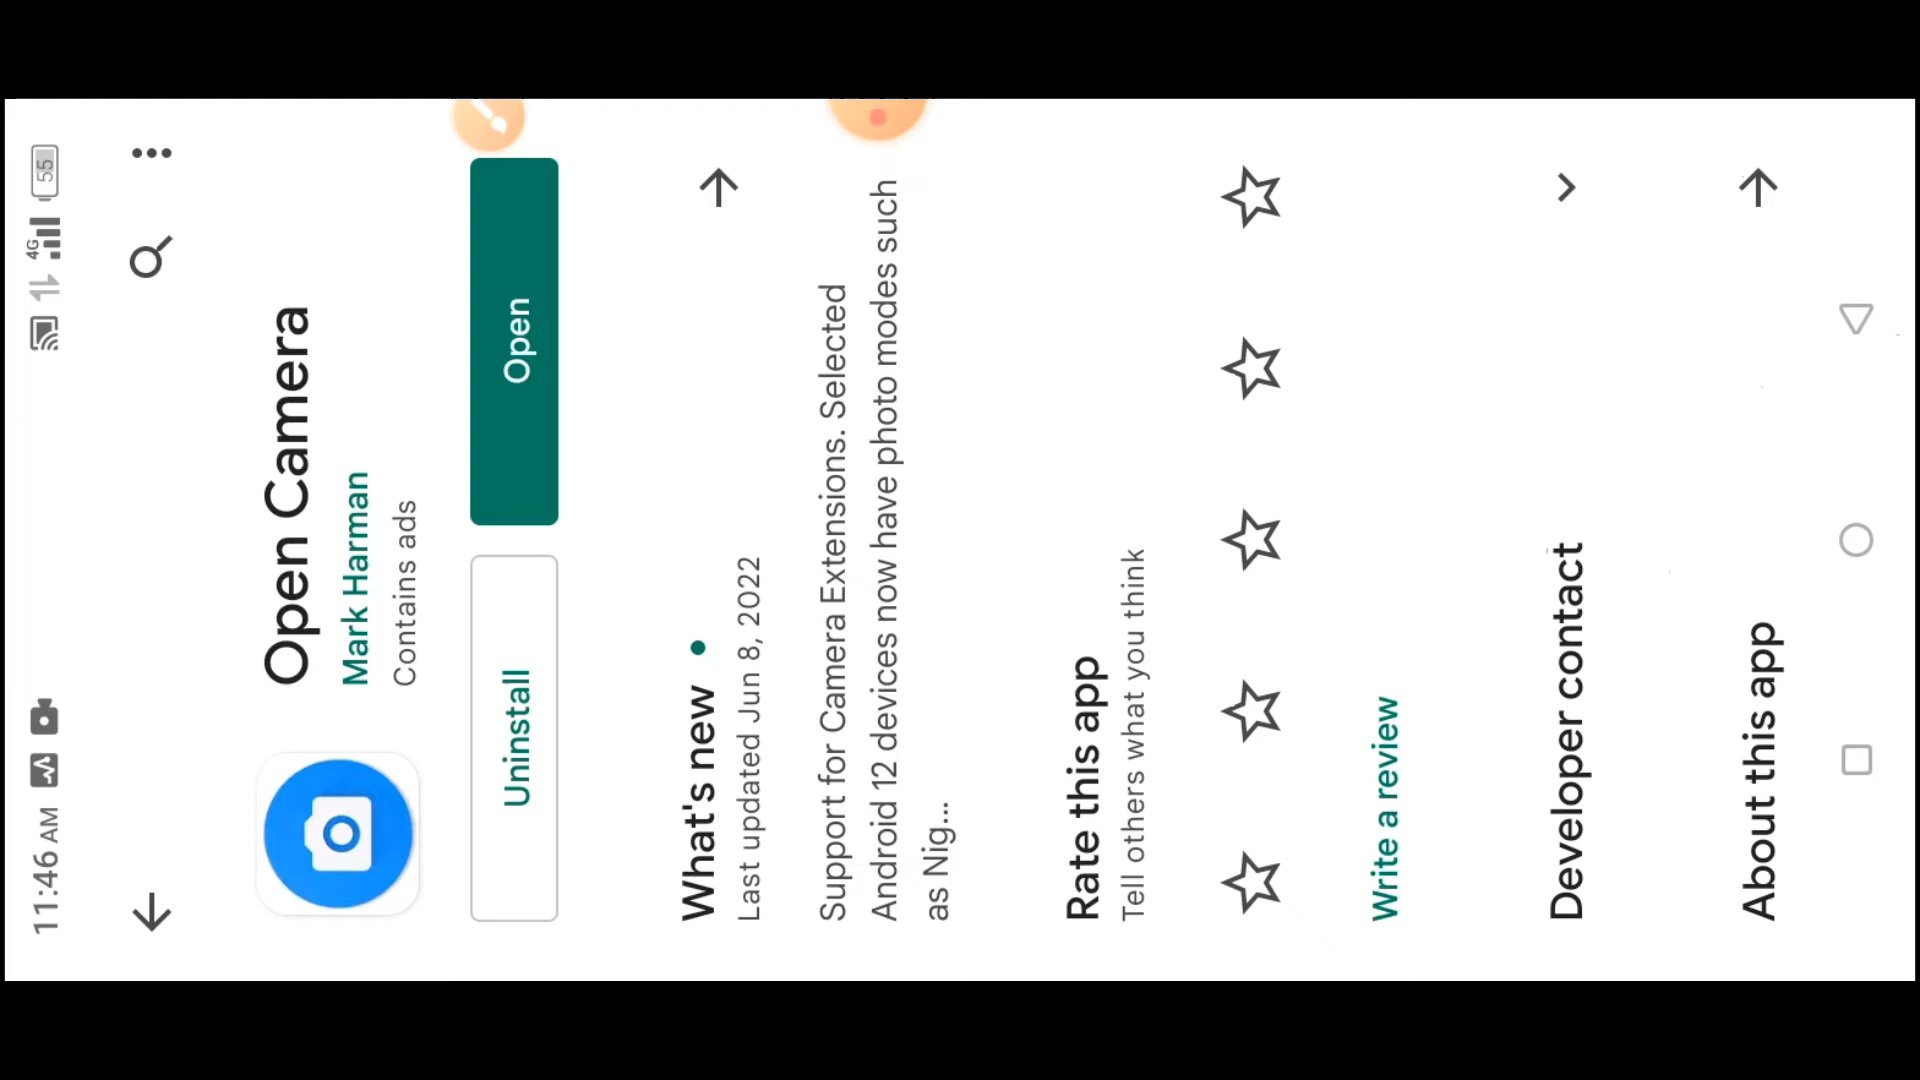 11:46 AM
4G
55
Open Camera
Mark Harman
Contains ads
Uninstall
Open
What's new
Last updated Jun 8, 2022
Support for Camera Extensions. Selected
Android 12 devices now have photo modes such
as Nig...
Rate this app
Tell others what you think
Write a review
Developer contact
About this app